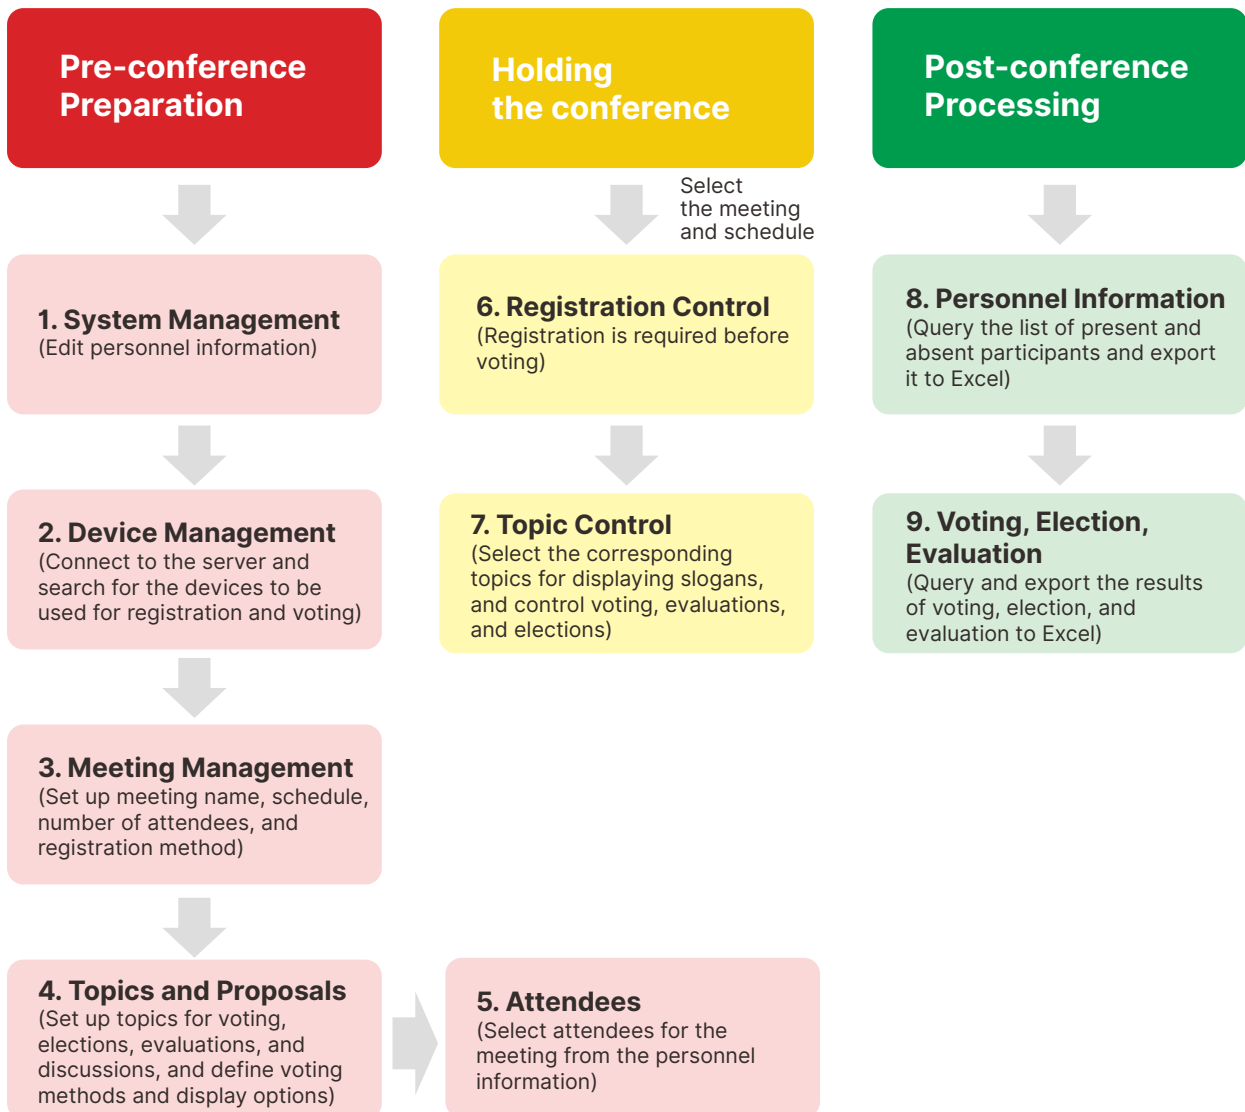 Pre-conference
Preparation
1. System Management
(Edit personnel information)
2. Device Management
(Connect to the server and
search for the devices to be
used for registration and voting)
3. Meeting Management
(Set up meeting name, schedule,
number of attendees, and
registration method)
4. Topics and Proposals
(Set up topics for voting,
elections, evaluations, and
discussions, and define voting
methods and display options)
5. Attendees
(Select attendees for the
meeting from the personnel
information)
Holding
the conference
Select
the meeting
and schedule
6. Registration Control
(Registration is required before
voting)
7. Topic Control
(Select the corresponding
topics for displaying slogans,
and control voting, evaluations,
and elections)
Post-conference
Processing
8. Personnel Information
(Query the list of present and
absent participants and export
it to Excel)
9. Voting, Election,
Evaluation
(Query and export the results
of voting, election, and
evaluation to Excel)